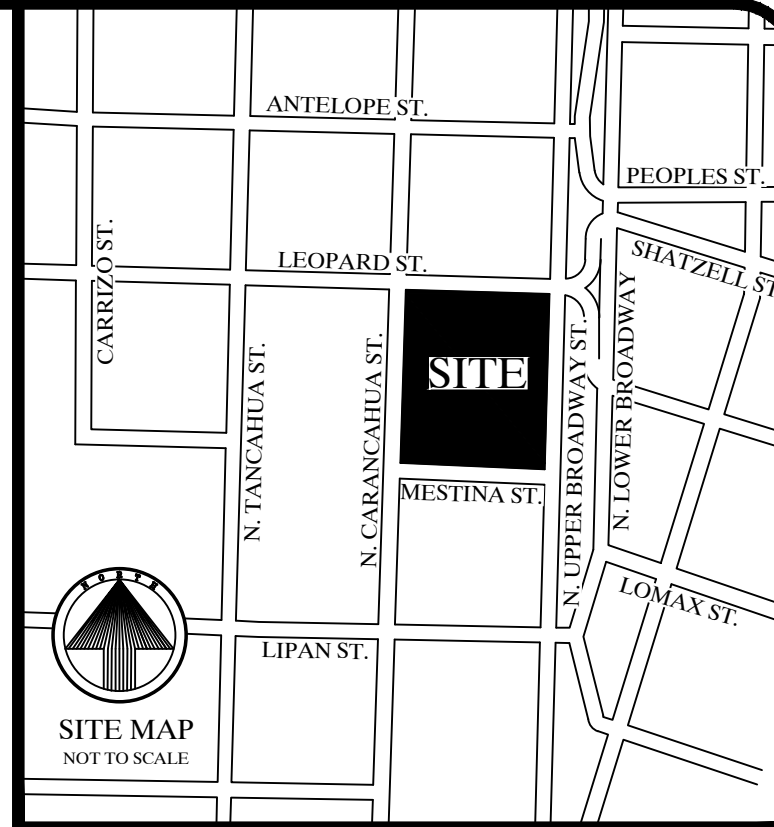 ANTELOPE ST.
PEOPLES ST.
CARRIZO ST.
LEOPARD ST.
SHATZELL ST
SITE
N. TANCAHUA ST.
N. CARANCAHUA ST.
N. UPPER BROADWAY ST.
N. LOWER BROADWAY
MESTINA ST.
NORTH
LOMAX ST.
LIPAN ST.
SITE MAP
NOT TO SCALE